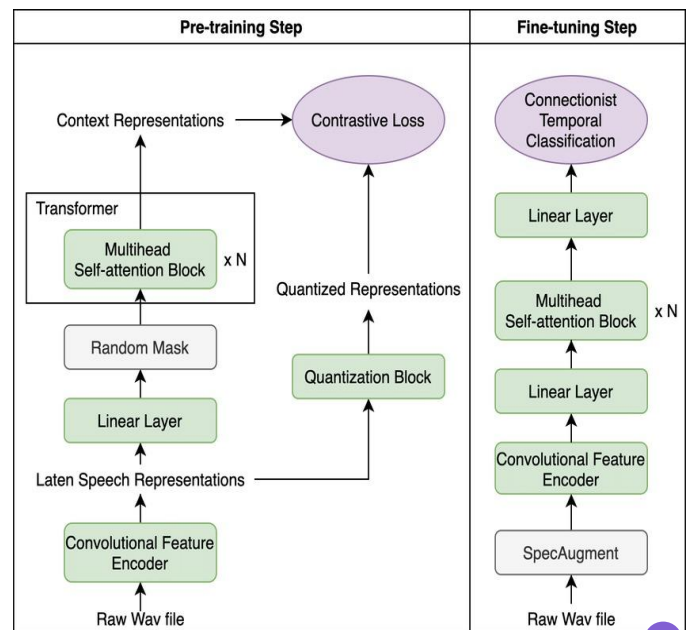 Pre-training Step
Context Representations
Contrastive Loss
Transformer
Multihead
Self-attention Block
x N
Quantized Representations
Random Mask
Quantization Block
Linear Layer
Laten Speech Representations
Convolutional Feature
Encoder
Raw Wav file
Fine-tuning Step
Connectionist
Temporal
Classification
Linear Layer
Multihead
Self-attention Block
x N
Linear Layer
Convolutional Feature
Encoder
SpecAugment
Raw Wav file